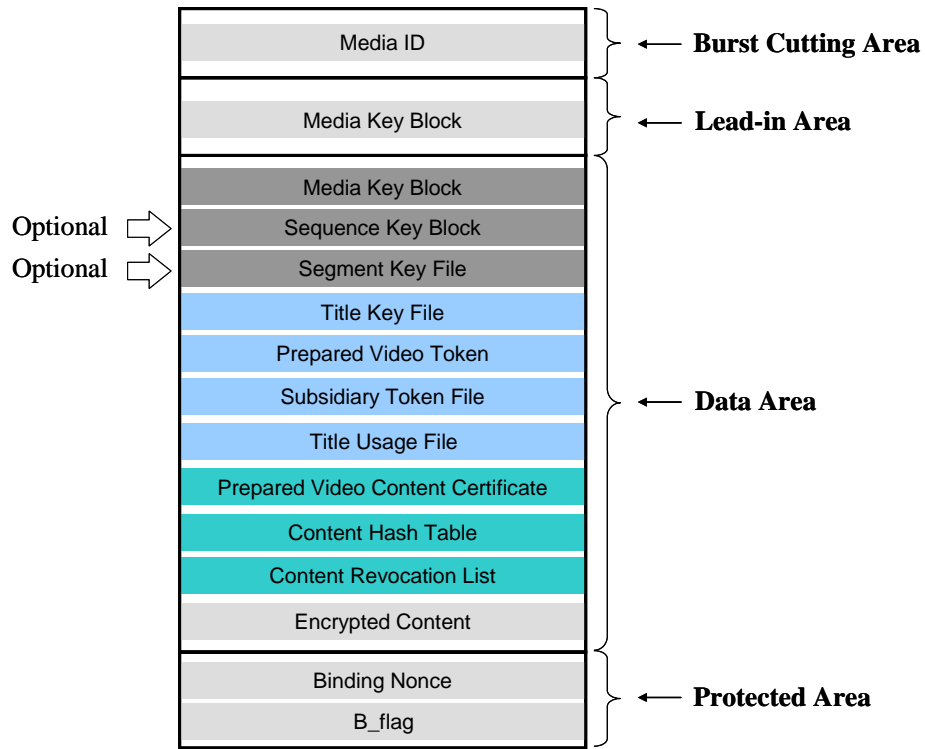 Media ID
Burst Cutting Area
Media Key Block
Lead-in Area
Media Key Block
Optional
Sequence Key Block
Optional
Segment Key File
Title Key File
Prepared Video Token
Subsidiary Token File
Data Area
Title Usage File
Prepared Video Content Certificate
Content Hash Table
Content Revocation List
Encrypted Content
Binding Nonce
Protected Area
B_flag